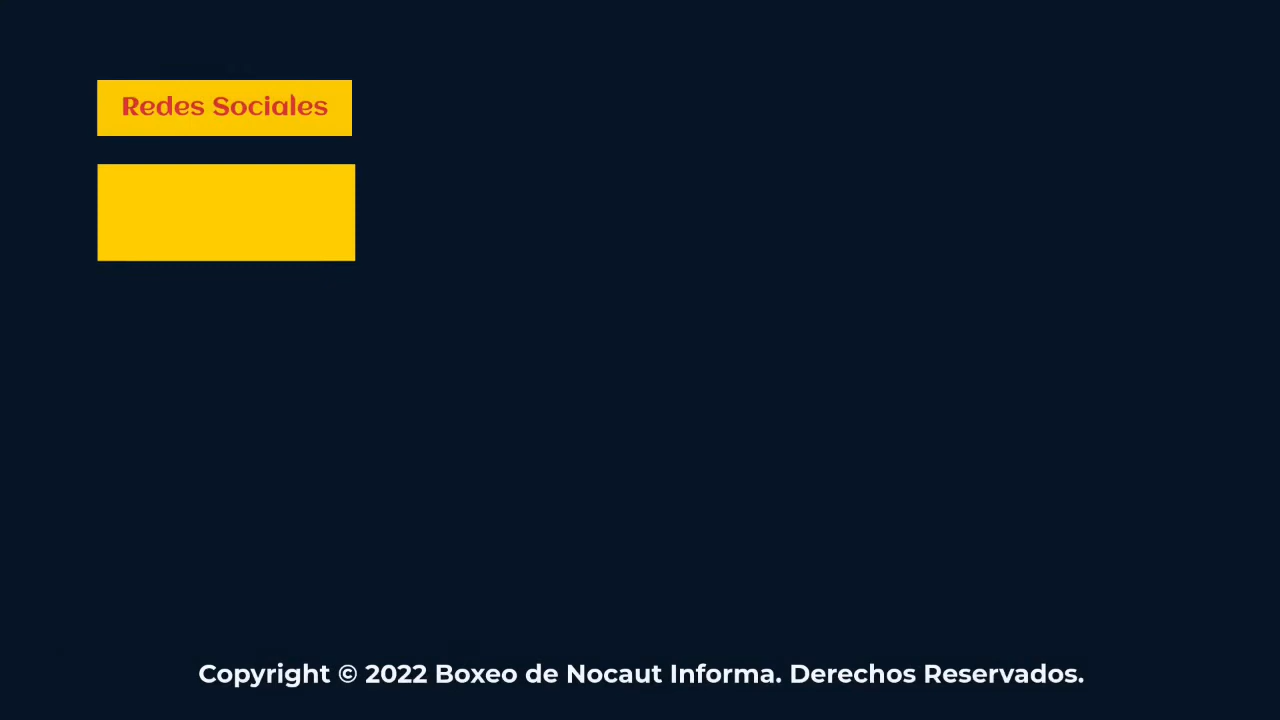 Redes Sociales
Copyright © 2022 Boxeo de Nocaut Informa. Derechos Reservados.